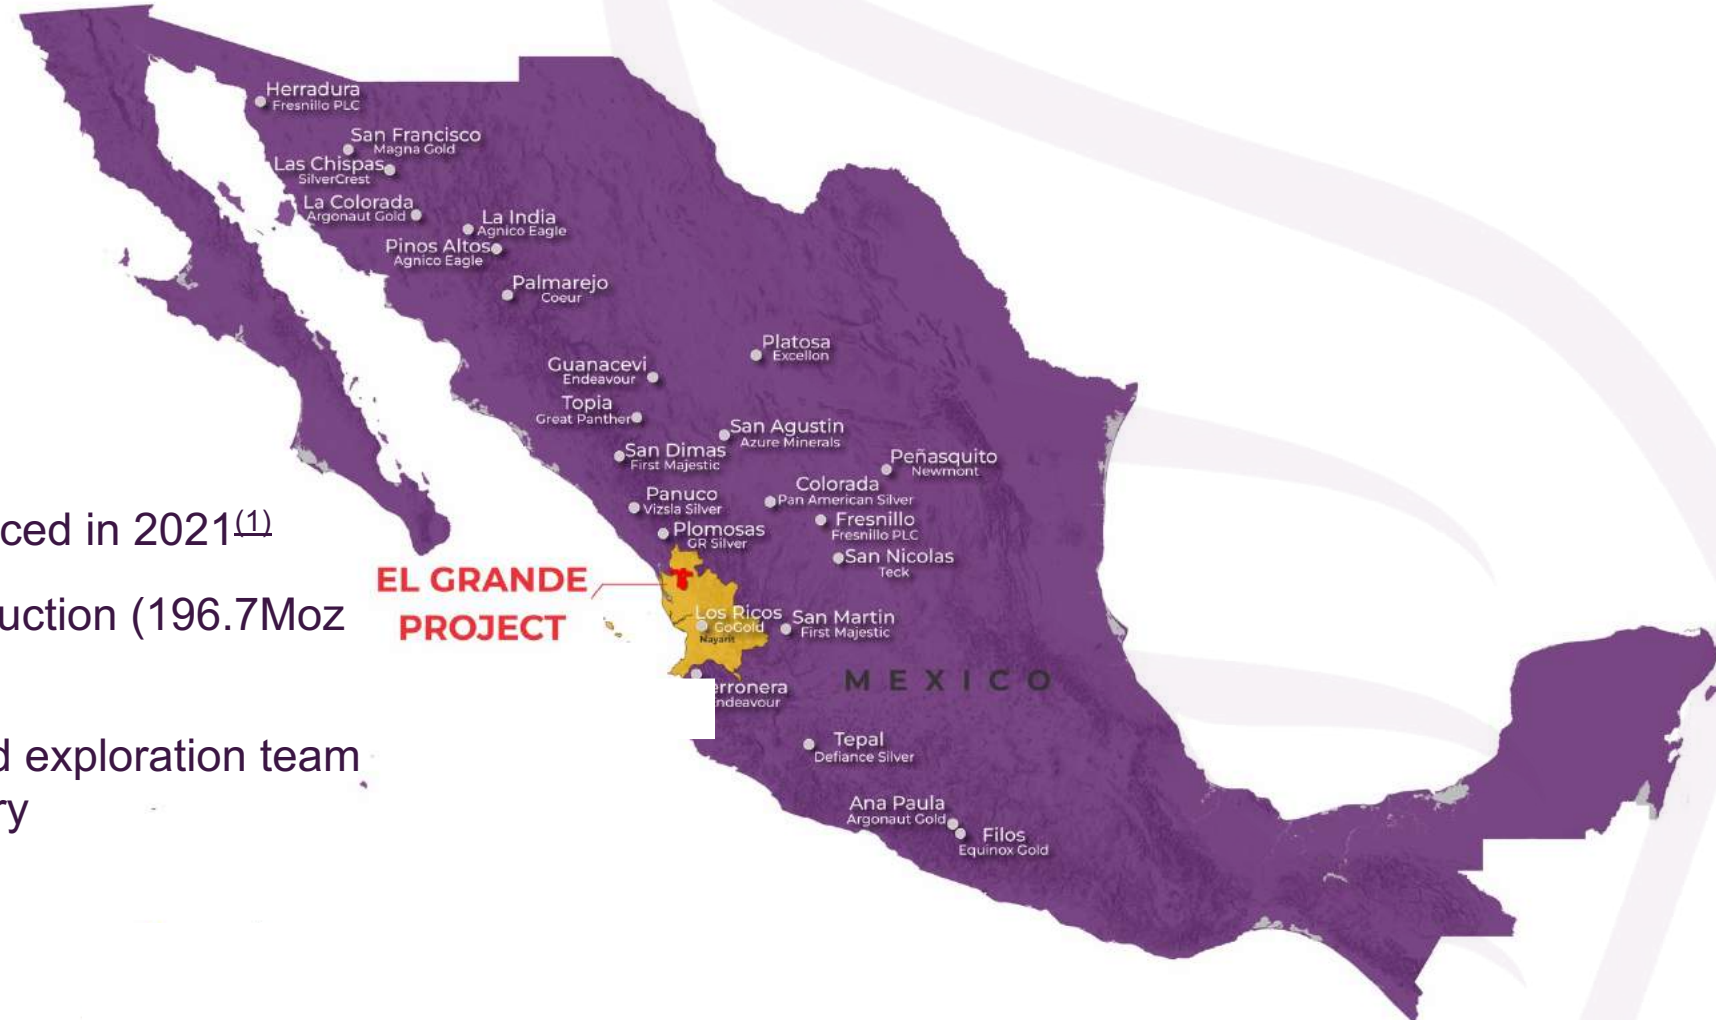 Herradura
Fresnillo PLC
San Francisco
Magna Gold
Las Chispas
SilverCrest
La Colorada
Argonaut Gold
La India
Agnico Eagle
Pinos Altos
Agnico Eagle
Palmarejo
Coeur
Platosa
Excellon
Guanacevi
Endeavour
Topia
Great Panther
San Agustin
Azure Minerals
San Dimas
First Majestic
Peñasquito
Newmont
Colorada
Pan American Silver
Panuco
Vizsla Silver
Fresnillo
Fresnillo PLC
Plomosas
GR Silver
San Nicolas
Teck
ced in 2021(1)
EL GRANDE
PROJECT
uction (196.7Moz
Los Ricos
GoGold
Nayarit
San Martin
First Majestic
MEXICO
erronera
ndeavour
d exploration team
ry
Tepal
Defiance Silver
Ana Paula
Argonaut Gold
Filos
Equinox Gold